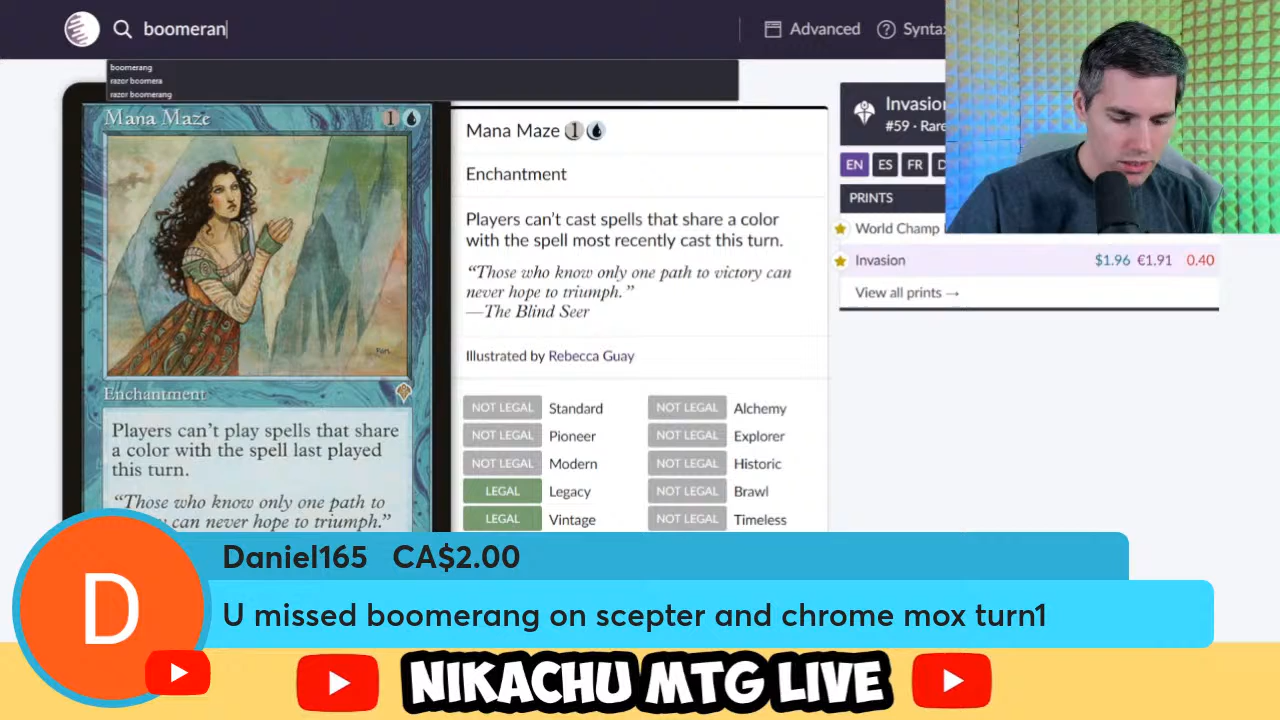 boomeran
Advanced
Synta
boomerang
razor boomera
razor boomerang
Mana Maze 1
Mana Maze 1
Enchantment
Players can't cast spells that share a color
with the spell most recently cast this turn.
"Those who know only one path to victory can
never hope to triumph."
—The Blind Seer
Illustrated by Rebecca Guay
NOT LEGAL Standard NOT LEGAL Alchemy
NOT LEGAL Pioneer NOT LEGAL Explorer
NOT LEGAL Modern NOT LEGAL Historic
LEGAL Legacy NOT LEGAL Brawl
LEGAL Vintage NOT LEGAL Timeless
Enchantment
Players can't play spells that share
a color with the spell last played
this turn.
"Those who know only one path to
can never hope to triumph."
Invasion
#59 · Rare
EN ES FR D
PRINTS
World Champ
Invasion $1.96 €1.91 0.40
View all prints →
D
Daniel165 CA$2.00
U missed boomerang on scepter and chrome mox turn1
NIKACHU MTG LIVE